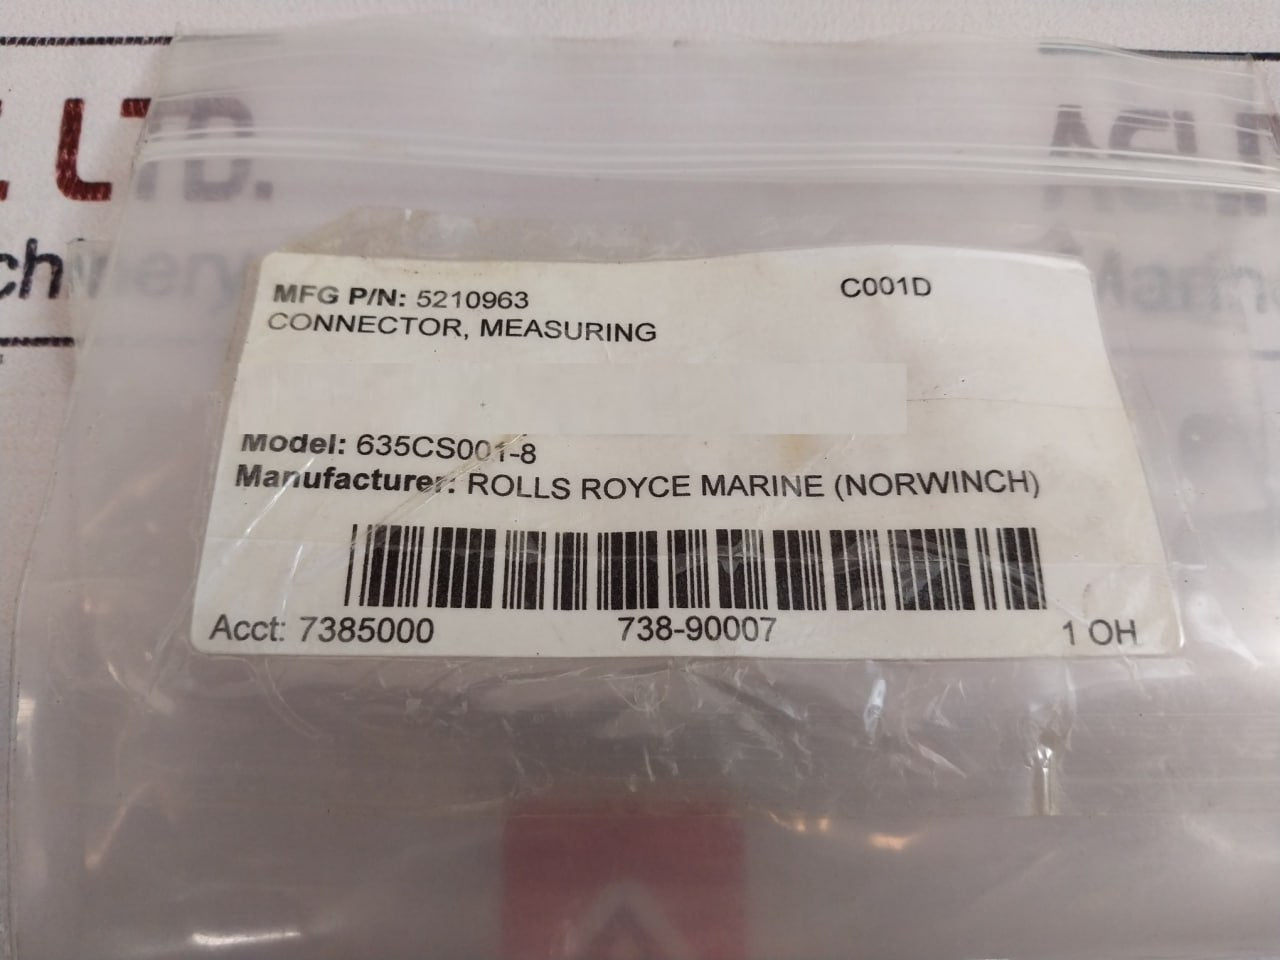 LTD.
MFG P/N: 5210963
C001D
CONNECTOR, MEASURING
Model: 635CS001-8
Manufacturer: ROLLS ROYCE MARINE (NORWINCH)
Acct: 7385000
738-90007
1 OH